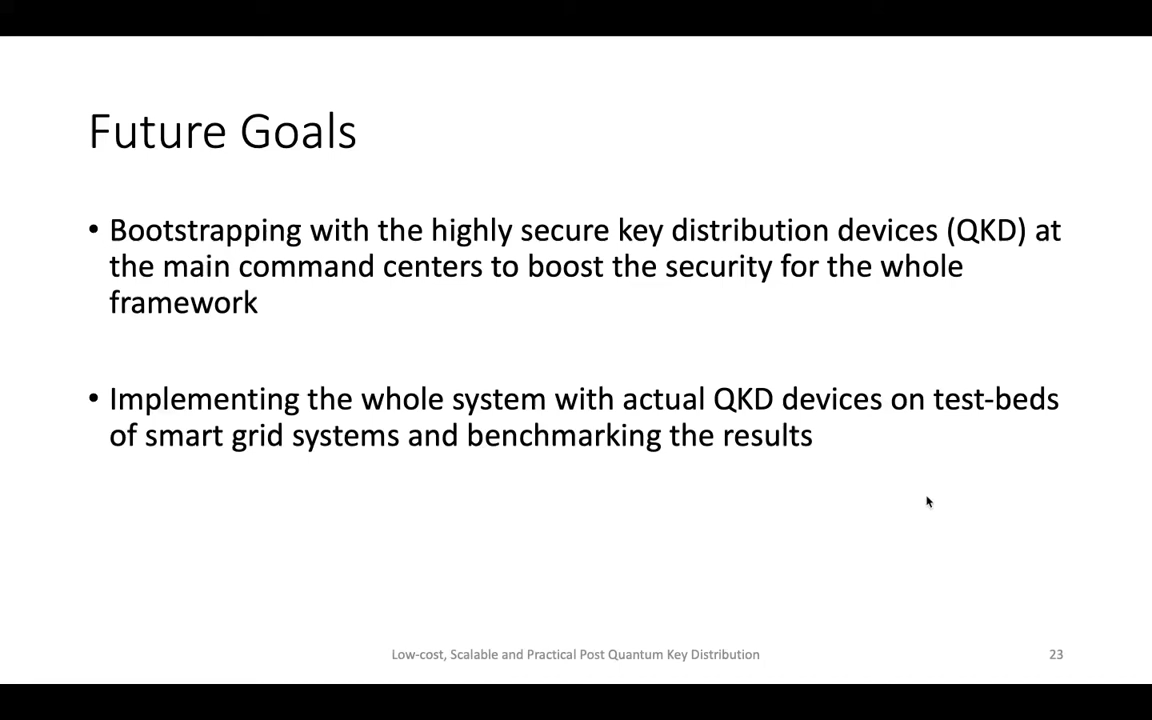 Future Goals
• Bootstrapping with the highly secure key distribution devices (QKD) at
the main command centers to boost the security for the whole
framework
• Implementing the whole system with actual QKD devices on test-beds
of smart grid systems and benchmarking the results
Low-cost, Scalable and Practical Post Quantum Key Distribution
23